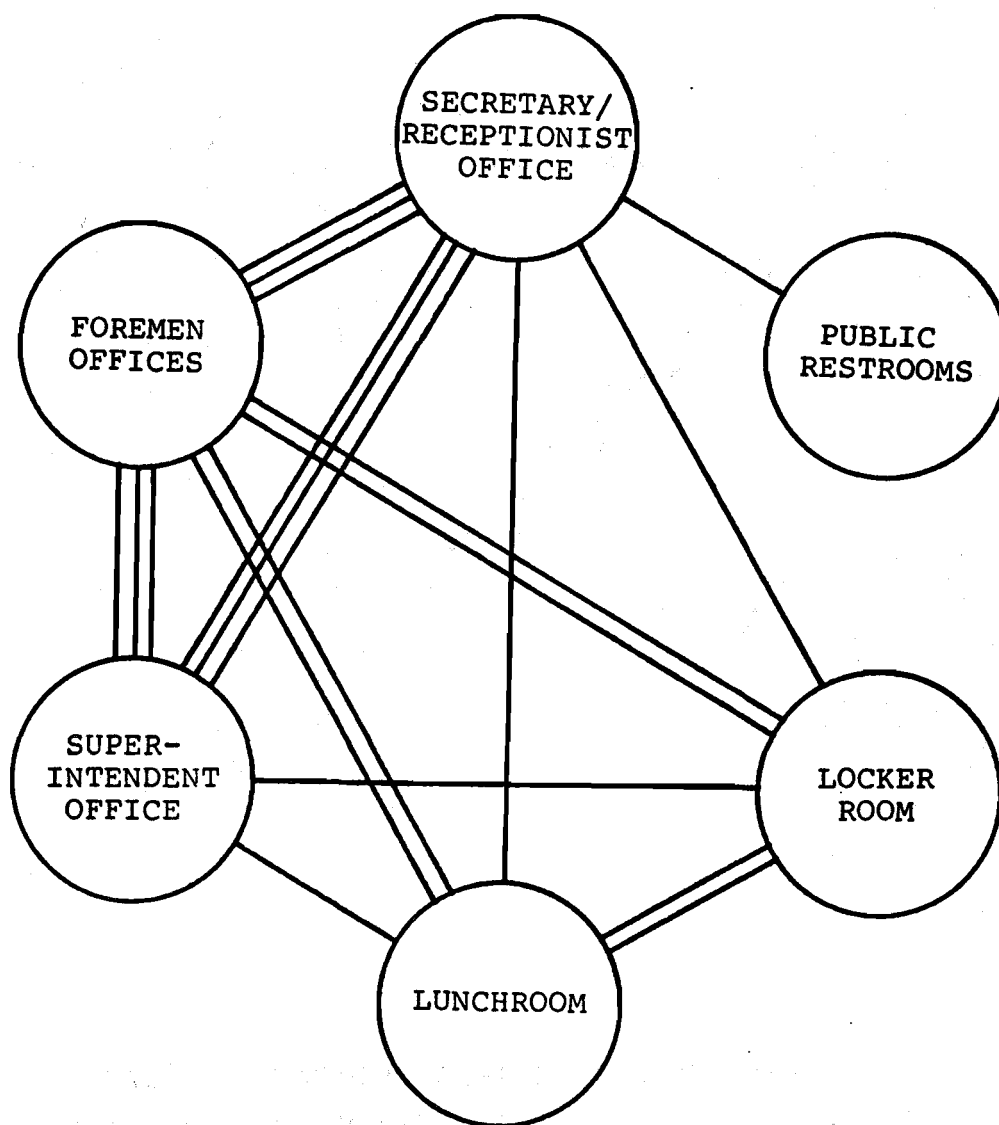 SECRETARY/
RECEPTIONIST
OFFICE
FOREMEN
OFFICES
PUBLIC
RESTROOMS
SUPER-
INTENDENT
OFFICE
LOCKER
ROOM
LUNCHROOM